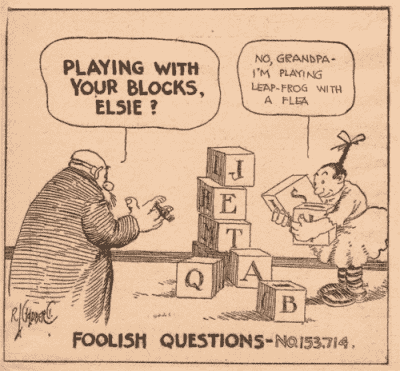 PLAYING WITH
YOUR BLOCKS,
ELSIE?
NO, GRANDPA-
I'M PLAYING
LEAP-FROG WITH
A FLEA
J
E
T
Q
A
B
FOOLISH QUESTIONS-NO.153,714.